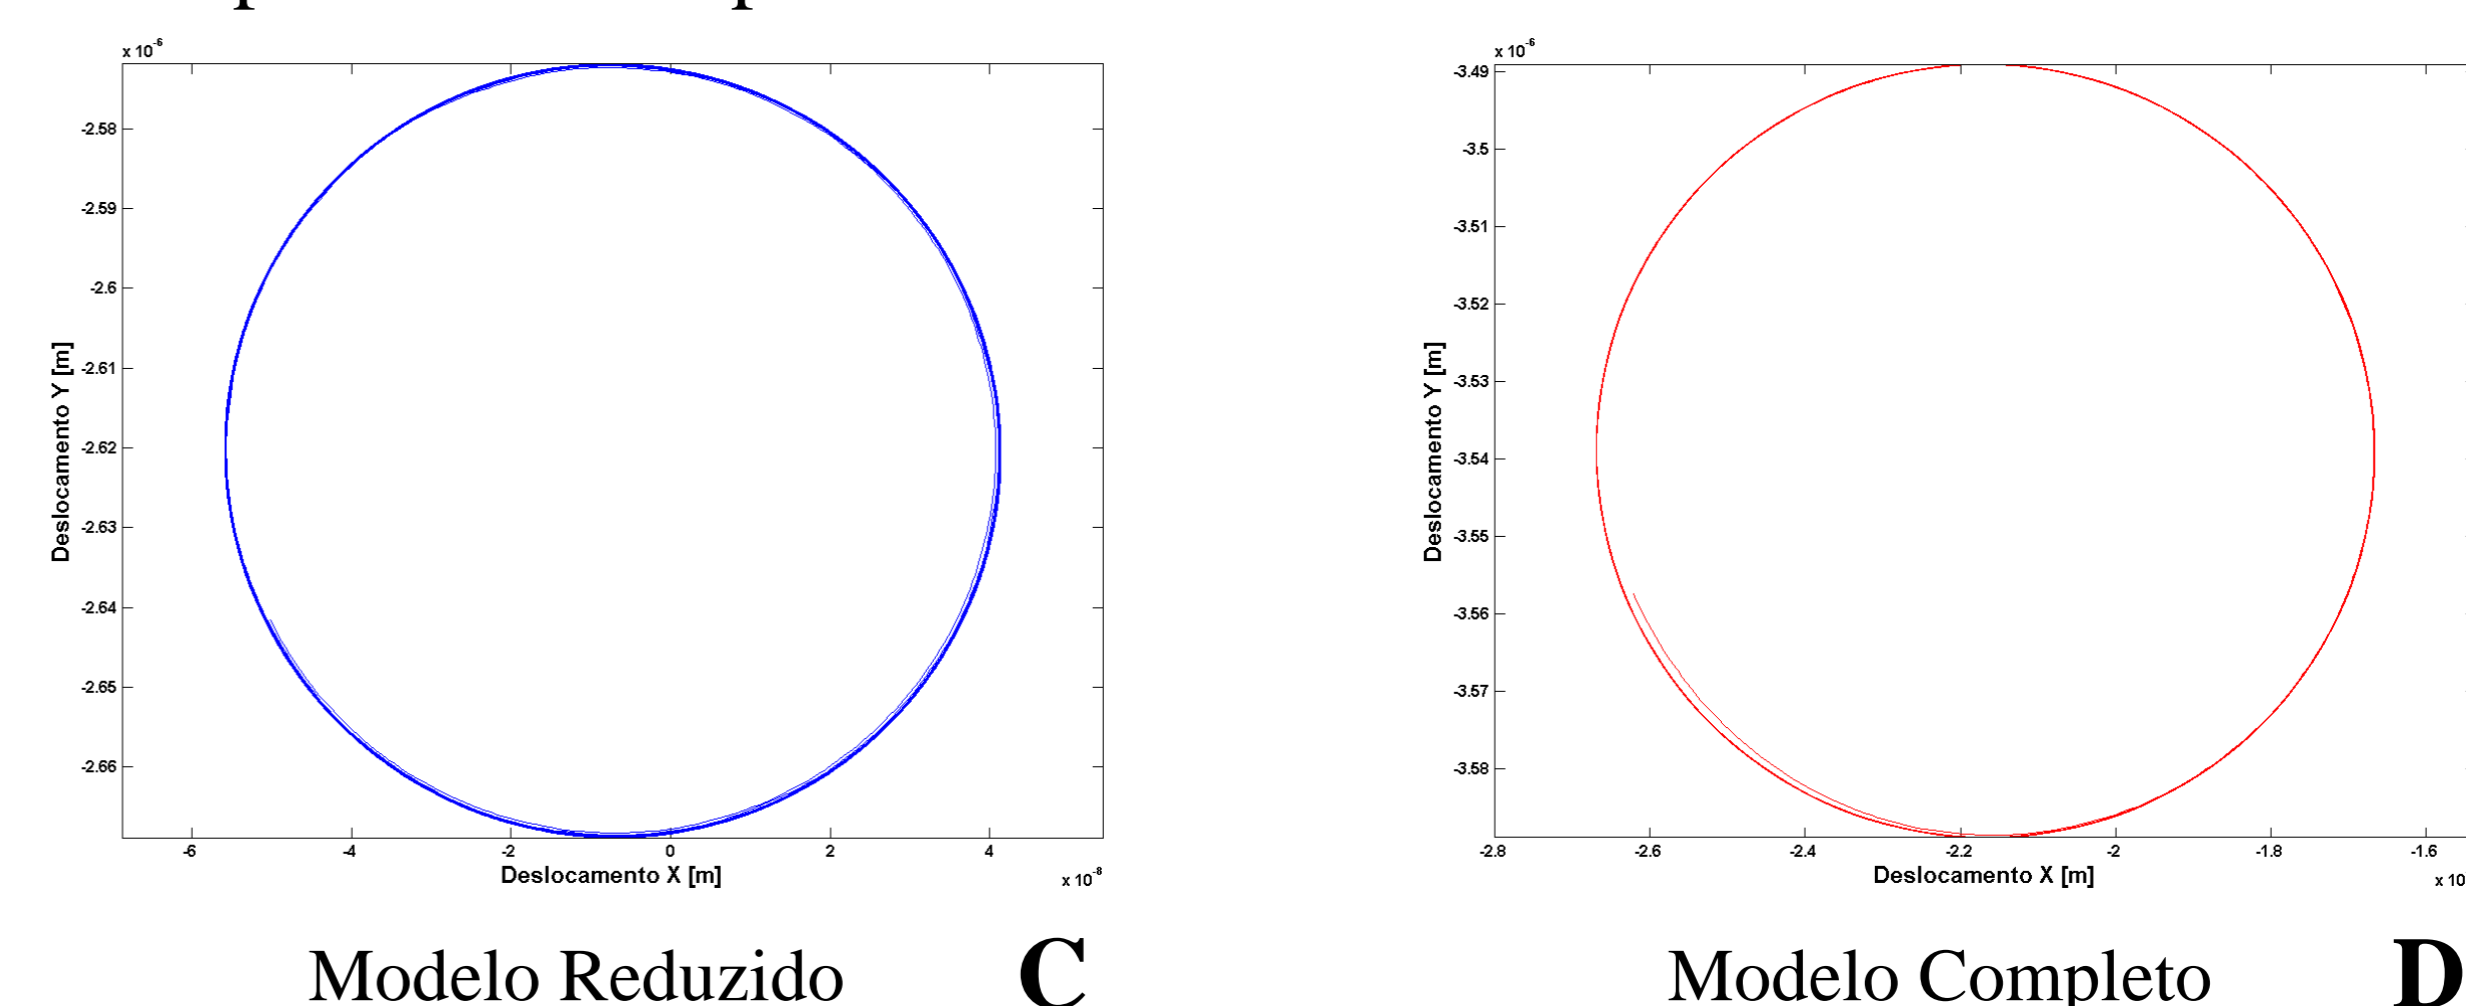 x 10⁻⁶
-2.58
-2.59
-2.6
-2.61
-2.62
-2.63
-2.64
-2.65
-2.66
Deslocamento Y [m]
-6 -4 -2 0 2 4
Deslocamento X [m]
x 10⁻⁸
Modelo Reduzido C
x 10⁻⁶
-3.49
-3.5
-3.51
-3.52
-3.53
-3.54
-3.55
-3.56
-3.57
-3.58
Deslocamento Y [m]
-2.8 -2.6 -2.4 -2.2 -2 -1.8 -1.6
Deslocamento X [m]
x 10
Modelo Completo D